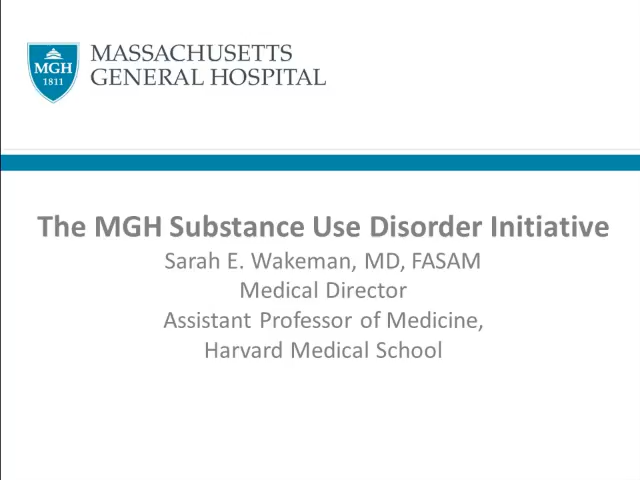 MGH
1811
MASSACHUSETTS
GENERAL HOSPITAL
The MGH Substance Use Disorder Initiative
Sarah E. Wakeman, MD, FASAM
Medical Director
Assistant Professor of Medicine,
Harvard Medical School